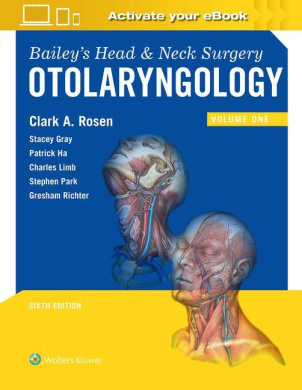 Activate your eBook
Bailey's Head & Neck Surgery
OTOLARYNGOLOGY
Clark A. Rosen
VOLUME ONE
Stacey Gray
Patrick Ha
Charles Limb
Stephen Park
Gresham Richter
SIXTH EDITION
Wolters Kluwer